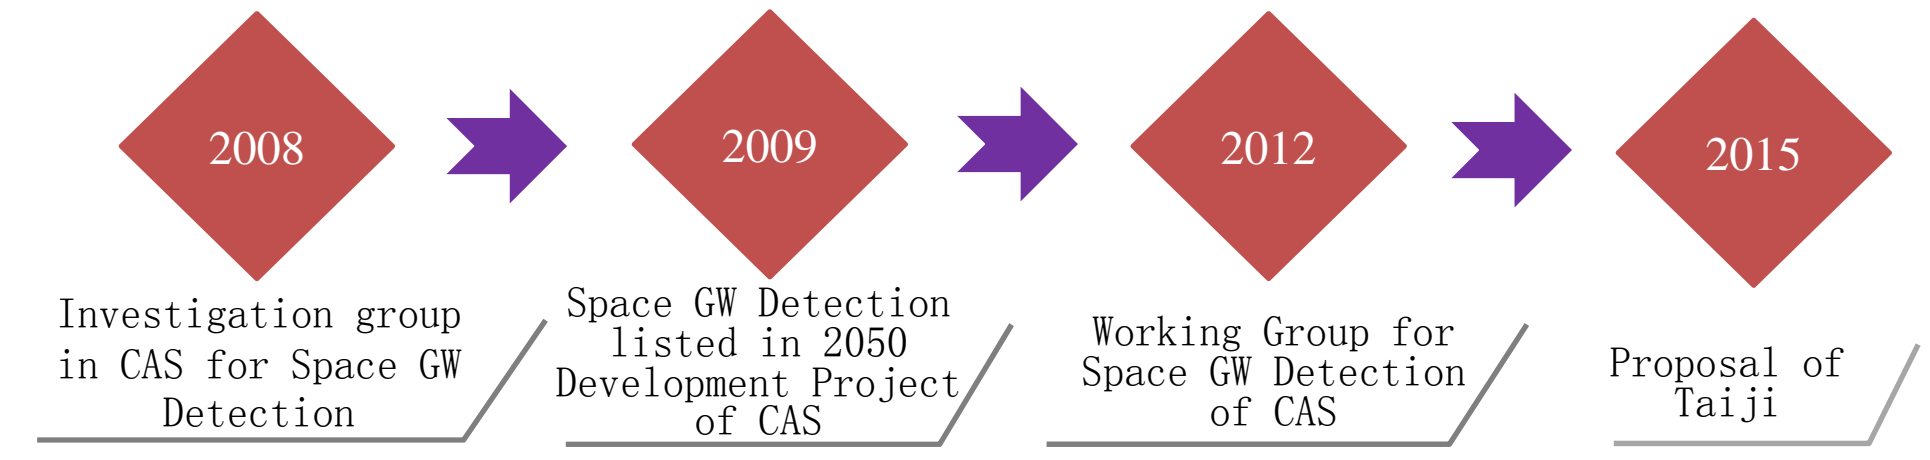 2008
Investigation group
in CAS for Space GW
Detection
2009
Space GW Detection
listed in 2050
Development Project
of CAS
2012
Working Group for
Space GW Detection
of CAS
2015
Proposal of
Taiji